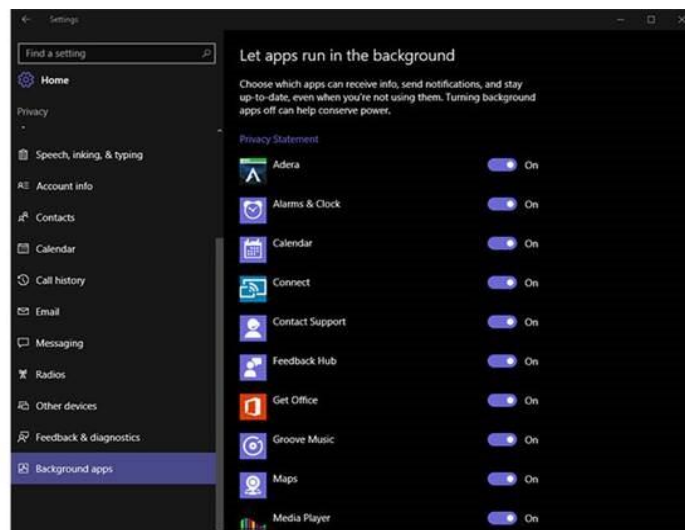 Settings
Find a setting
Home
Privacy
Speech, inking, & typing
Account info
Contacts
Calendar
Call history
Email
Messaging
Radios
Other devices
Feedback & diagnostics
Background apps
Let apps run in the background
Choose which apps can receive info, send notifications, and stay
up-to-date, even when you're not using them. Turning background
apps off can help conserve power.
Privacy Statement
Adera On
Alarms & Clock On
Calendar On
Connect On
Contact Support On
Feedback Hub On
Get Office On
Groove Music On
Maps On
Media Player On